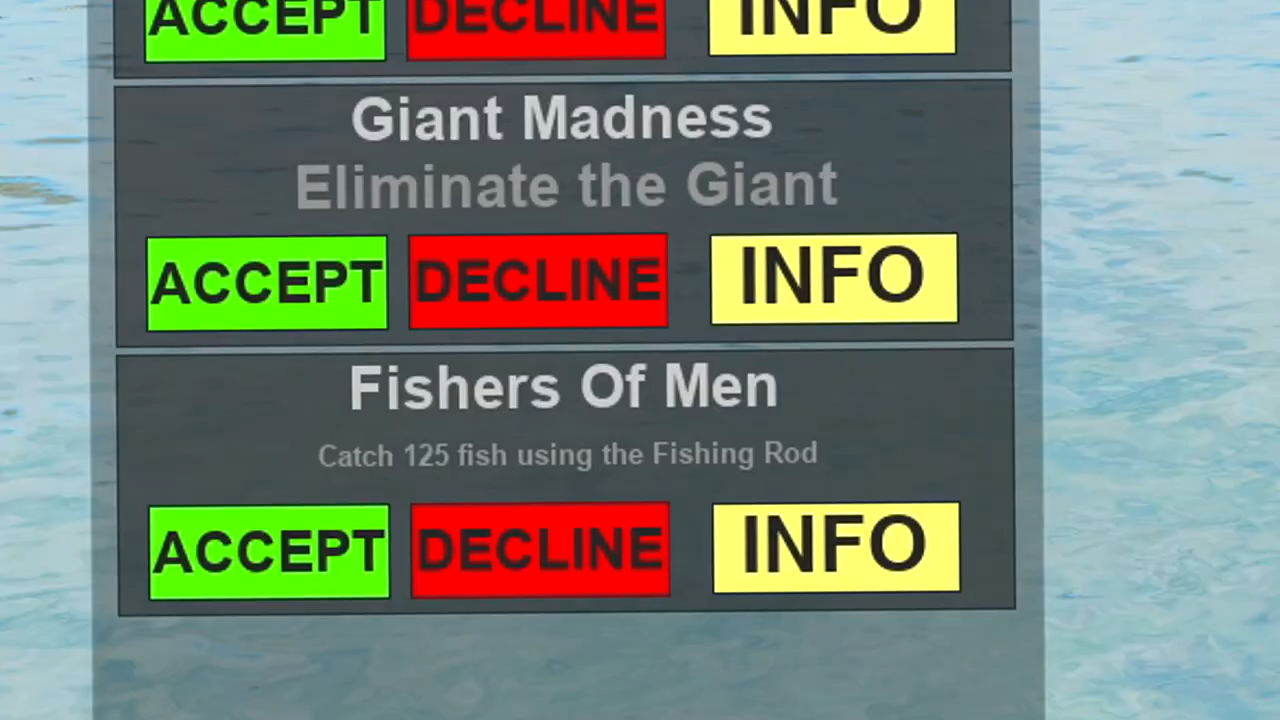 ACCEPT DECLINE INFO
Giant Madness
Eliminate the Giant
ACCEPT DECLINE INFO
Fishers Of Men
Catch 125 fish using the Fishing Rod
ACCEPT DECLINE INFO